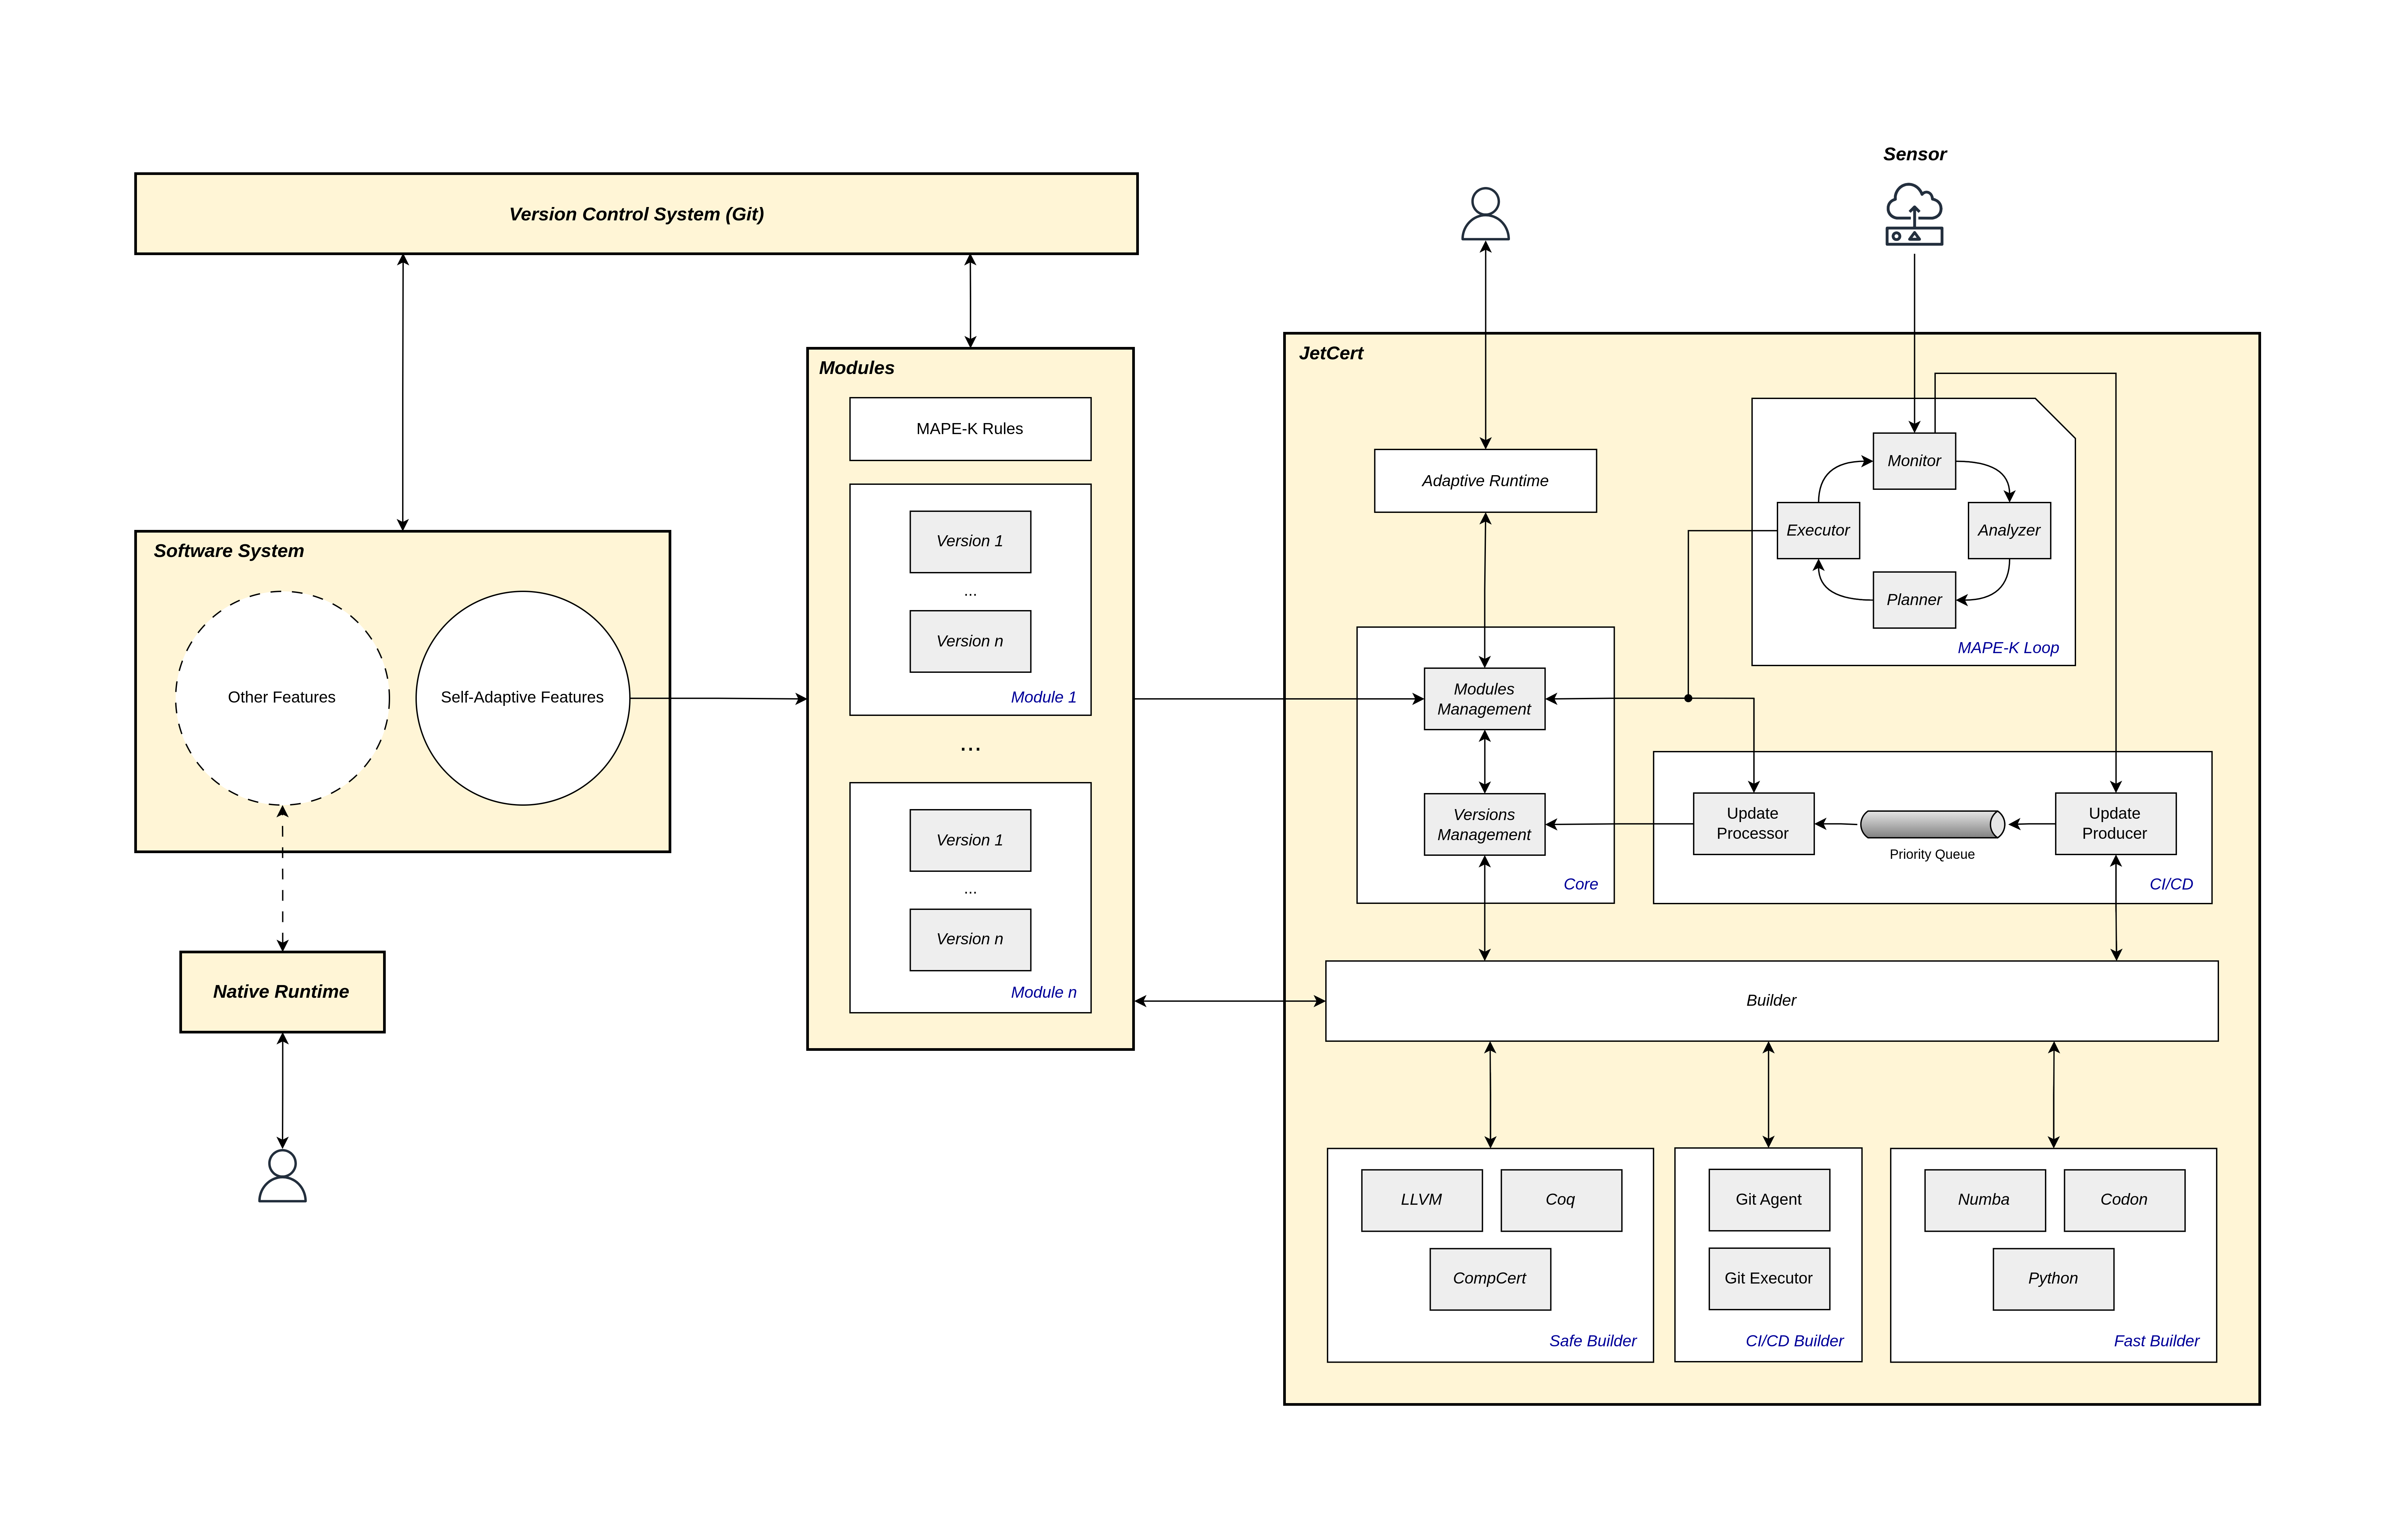 Sensor
Version Control System (Git)
JetCert
Modules
MAPE-K Rules
Monitor
Adaptive Runtime
Executor
Analyzer
Planner
MAPE-K Loop
Version 1
...
Version n
Module 1
...
Version 1
...
Version n
Module n
Software System
Other Features
Self-Adaptive Features
Modules
Management
Versions
Management
Core
Update
Processor
Priority Queue
Update
Producer
CI/CD
Native Runtime
Builder
LLVM
Coq
CompCert
Safe Builder
Git Agent
Git Executor
CI/CD Builder
Numba
Codon
Python
Fast Builder